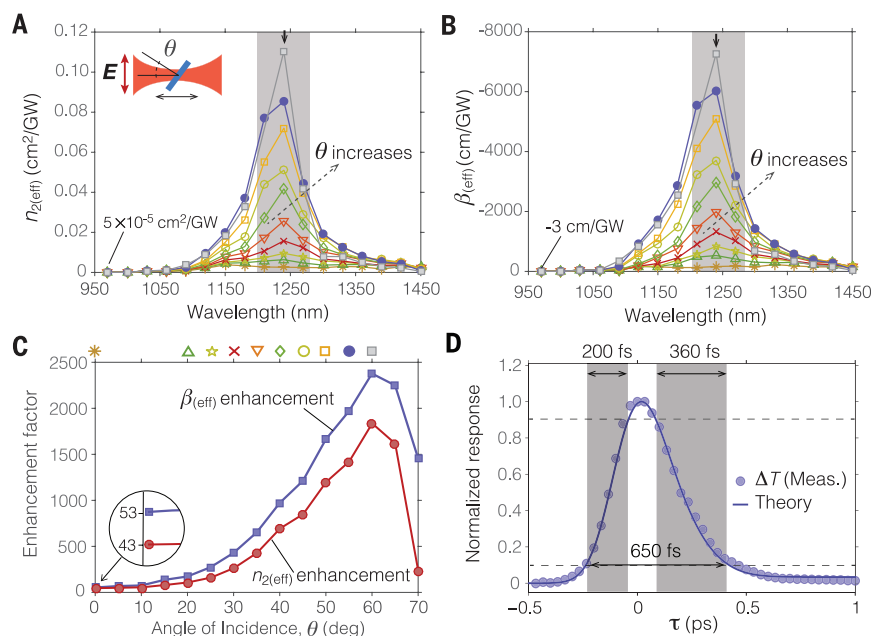 A
n2(eff) (cm²/GW)
0.12
0.10
0.08
0.06
0.04
0.02
0
E
θ
θ increases
5×10⁻⁵ cm²/GW
950 1050 1150 1250 1350 1450
Wavelength (nm)
B
β(eff) (cm/GW)
-8000
-6000
-4000
-2000
0
θ increases
-3 cm/GW
950 1050 1150 1250 1350 1450
Wavelength (nm)
C
Enhancement factor
2500
2000
1500
1000
500
0
β(eff) enhancement
53
43
n2(eff) enhancement
0 10 20 30 40 50 60 70
Angle of Incidence, θ (deg)
D
200 fs 360 fs
Normalized response
1.2
1.0
0.8
0.6
0.4
0.2
0
ΔT (Meas.)
Theory
650 fs
−0.5 0 0.5 1
τ (ps)